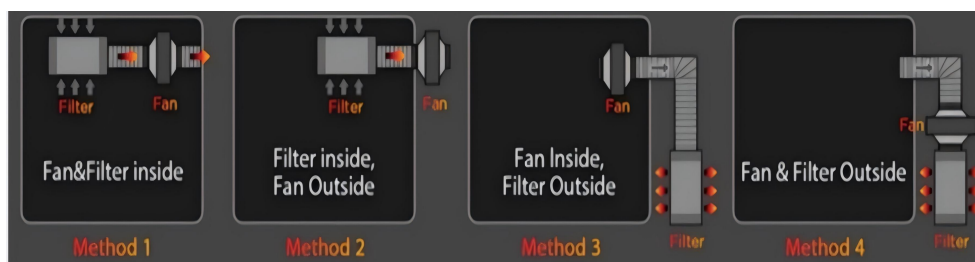 Filter
Fan
Fan&Filter inside
Method 1
Filter
Fan
Filter inside,
Fan Outside
Method 2
Fan
Fan Inside,
Filter Outside
Filter
Method 3
Fan
Fan & Filter Outside
Method 4
Filter